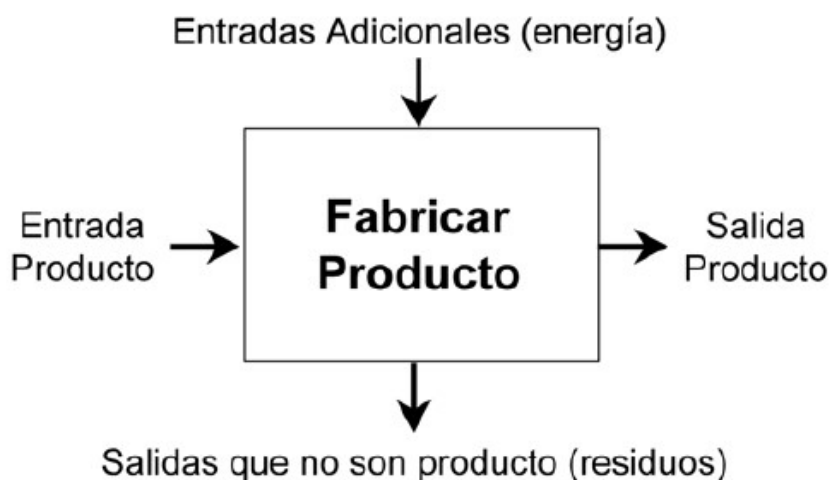 Entradas Adicionales (energía)
Entrada
Producto
Fabricar
Producto
Salida
Producto
Salidas que no son producto (residuos)